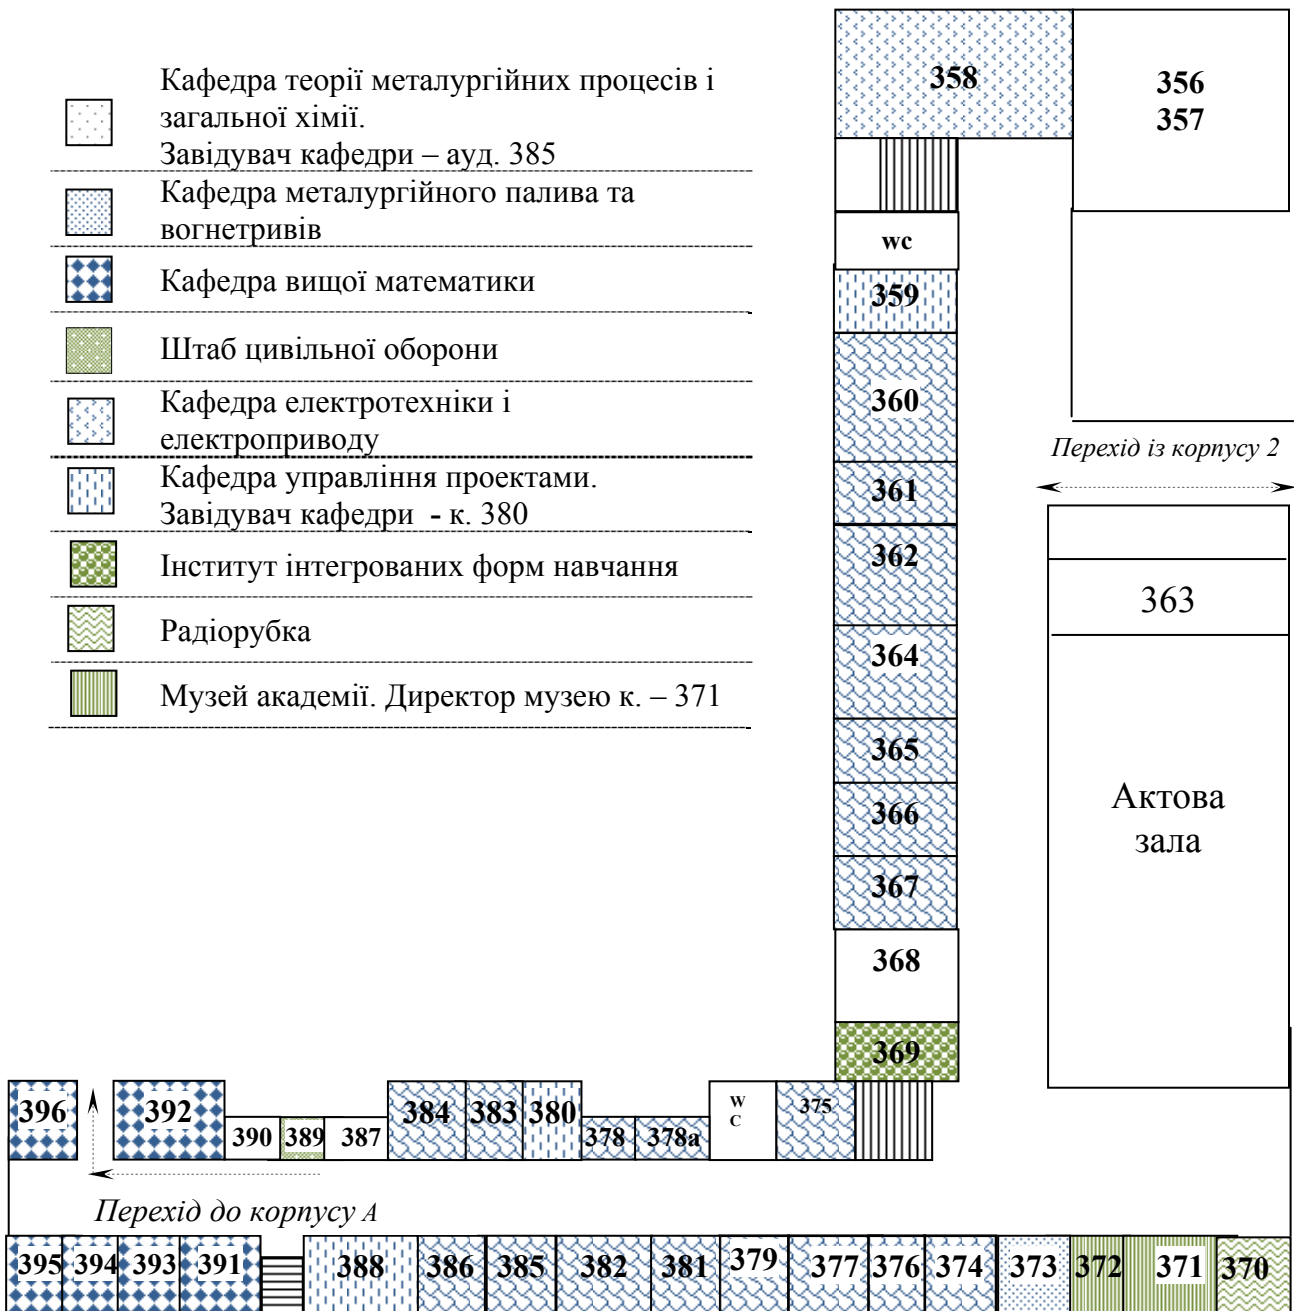 Кафедра теорії металургійних процесів і
загальної хімії.
Завідувач кафедри – ауд. 385
Кафедра металургійного палива та
вогнетривів
Кафедра вищої математики
Штаб цивільної оборони
Кафедра електротехніки і
електроприводу
Кафедра управління проектами.
Завідувач кафедри - к. 380
Інститут інтегрованих форм навчання
Радіорубка
Музей академії. Директор музею к. – 371
358
356
357
wc
359
360
361
362
364
365
366
367
368
369
Перехід із корпусу 2
363
Актова
зала
396
392
390
389
387
384
383
380
378
378а
W
C
375
Перехід до корпусу А
395
394
393
391
388
386
385
382
381
379
377
376
374
373
372
371
370